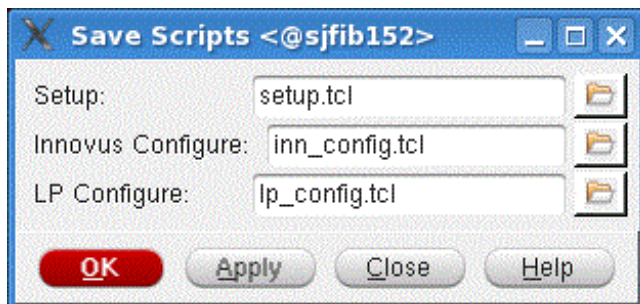 Save Scripts <@sjfib152>
Setup: setup.tcl
Innovus Configure: inn_config.tcl
LP Configure: lp_config.tcl
OK Apply Close Help